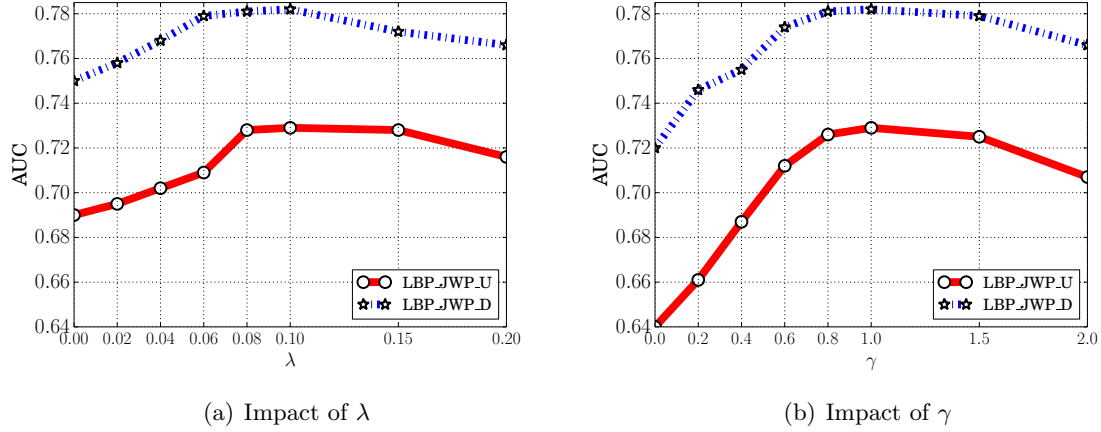 AUC
0.78
0.76
0.74
0.72
0.70
0.68
0.66
0.64
0.00 0.02 0.04 0.06 0.08 0.10 0.15 0.20
λ
LBP_JWP_U
LBP_JWP_D
(a) Impact of λ
AUC
0.78
0.76
0.74
0.72
0.70
0.68
0.66
0.64
0.0 0.2 0.4 0.6 0.8 1.0 1.5 2.0
γ
LBP_JWP_U
LBP_JWP_D
(b) Impact of γ